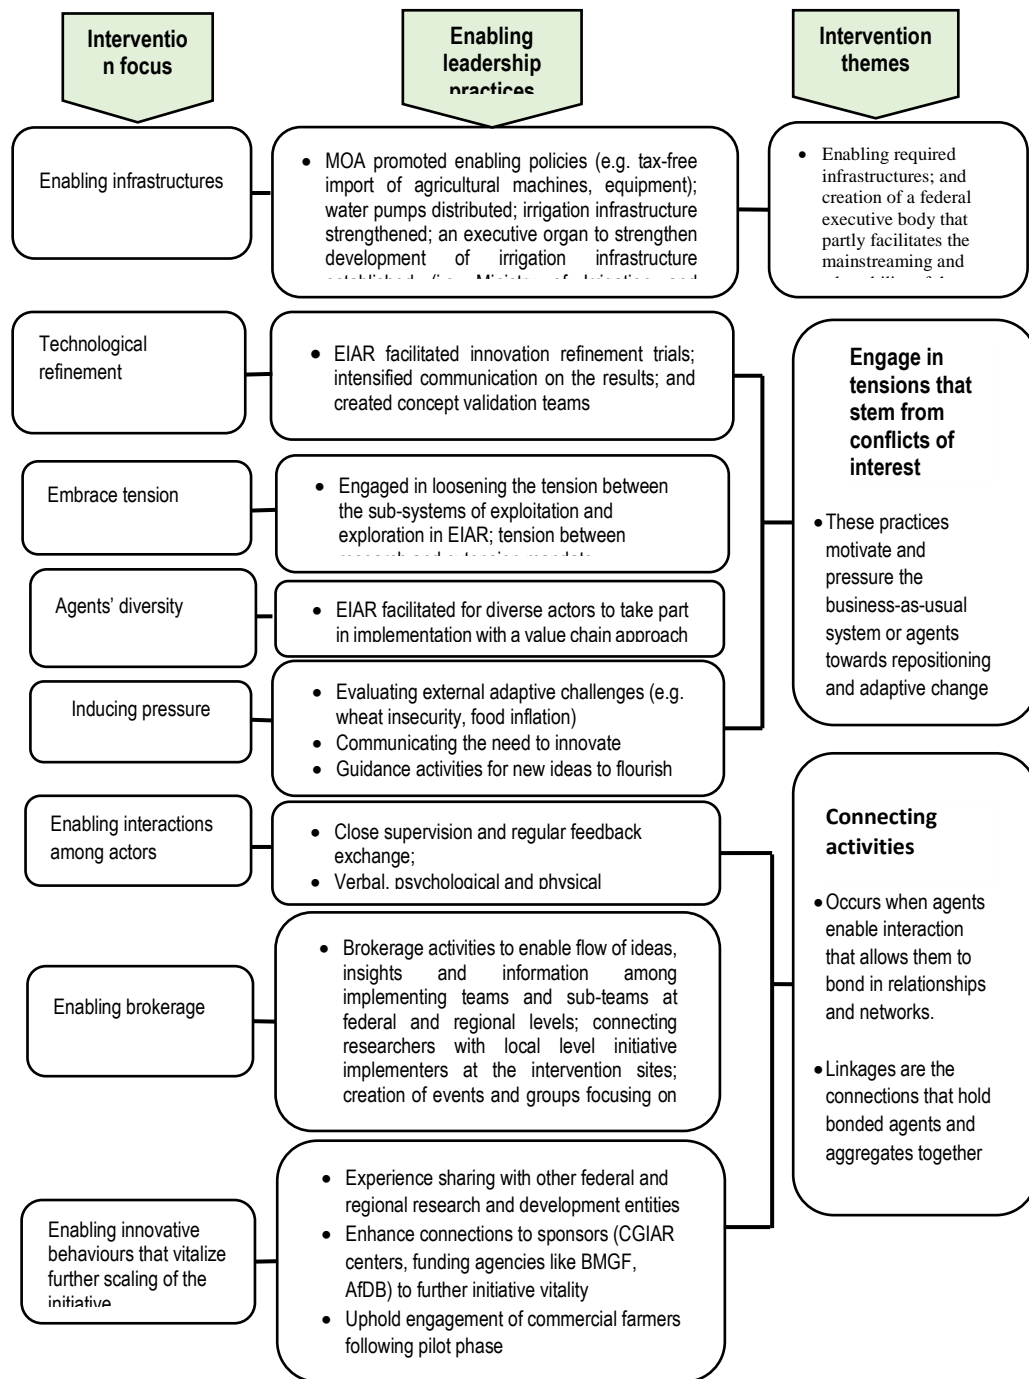 Interventio
n focus
Enabling
leadership
practices
Intervention
themes
Enabling infrastructures
• MOA promoted enabling policies (e.g. tax-free
import of agricultural machines, equipment);
water pumps distributed; irrigation infrastructure
strengthened; an executive organ to strengthen
development of irrigation infrastructure
established (i.e. Ministry of Irrigation and
• Enabling required
infrastructures; and
creation of a federal
executive body that
partly facilitates the
mainstreaming and
Technological
refinement
• EIAR facilitated innovation refinement trials;
intensified communication on the results; and
created concept validation teams
Engage in
tensions that
stem from
conflicts of
interest
• These practices
motivate and
pressure the
business-as-usual
system or agents
towards repositioning
and adaptive change
Embrace tension
• Engaged in loosening the tension between
the sub-systems of exploitation and
exploration in EIAR; tension between
research and extension mandate
Agents’ diversity
• EIAR facilitated for diverse actors to take part
in implementation with a value chain approach
Inducing pressure
• Evaluating external adaptive challenges (e.g.
wheat insecurity, food inflation)
• Communicating the need to innovate
• Guidance activities for new ideas to flourish
Enabling interactions
among actors
• Close supervision and regular feedback
exchange;
• Verbal, psychological and physical
Connecting
activities
• Occurs when agents
enable interaction
that allows them to
bond in relationships
and networks.
• Linkages are the
connections that hold
bonded agents and
aggregates together
Enabling brokerage
• Brokerage activities to enable flow of ideas,
insights and information among
implementing teams and sub-teams at
federal and regional levels; connecting
researchers with local level initiative
implementers at the intervention sites;
creation of events and groups focusing on
Enabling innovative
behaviours that vitalize
further scaling of the
initiative
• Experience sharing with other federal and
regional research and development entities
• Enhance connections to sponsors (CGIAR
centers, funding agencies like BMGF,
AfDB) to further initiative vitality
• Uphold engagement of commercial farmers
following pilot phase